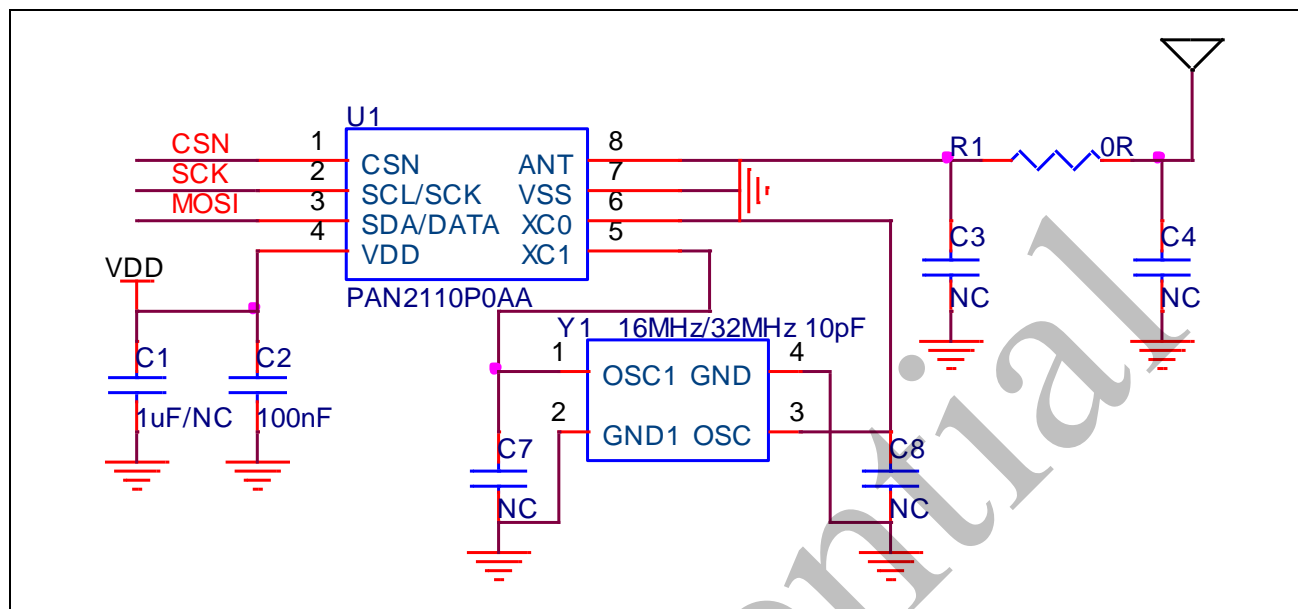 U1
CSN 1 CSN ANT 8
SCK 2 SCL/SCK VSS 7
MOSI 3 SDA/DATA XC0 6
4 VDD XC1 5
PAN2110P0AA
R1 0R
C3 NC
C4 NC
VDD
C1 1uF/NC
C2 100nF
Y1 16MHz/32MHz 10pF
1 OSC1 GND 4
2 GND1 OSC 3
C7 NC
C8 NC
ntial